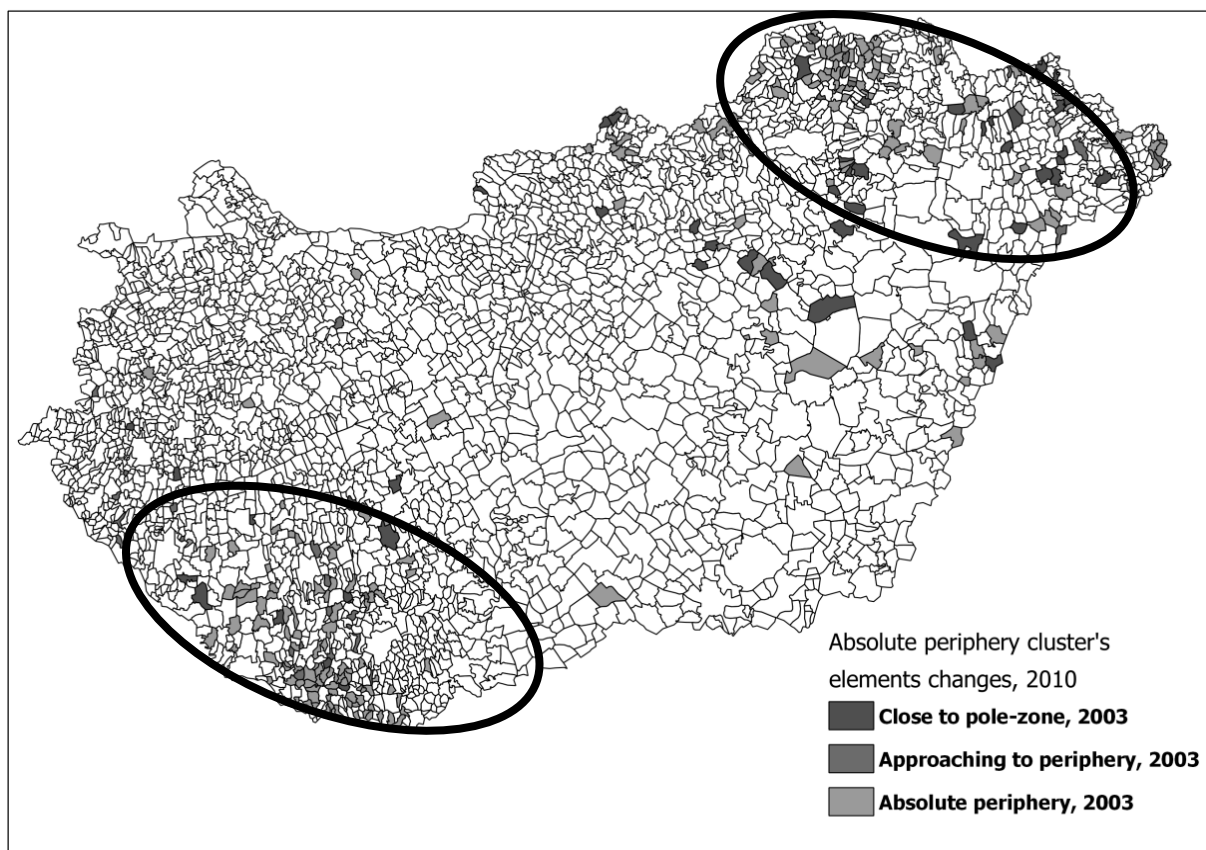 Absolute periphery cluster's
elements changes, 2010
Close to pole-zone, 2003
Approaching to periphery, 2003
Absolute periphery, 2003